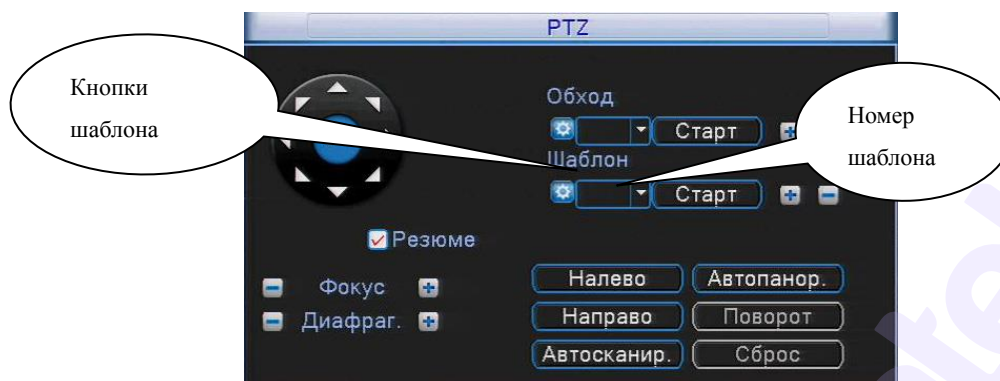 PTZ
Кнопки
шаблона
Обход
Старт
Номер
шаблона
Шаблон
Старт
Резюме
Фокус
Диафраг.
Налево
Автопанор.
Направо
Поворот
Автосканир.
Сброс